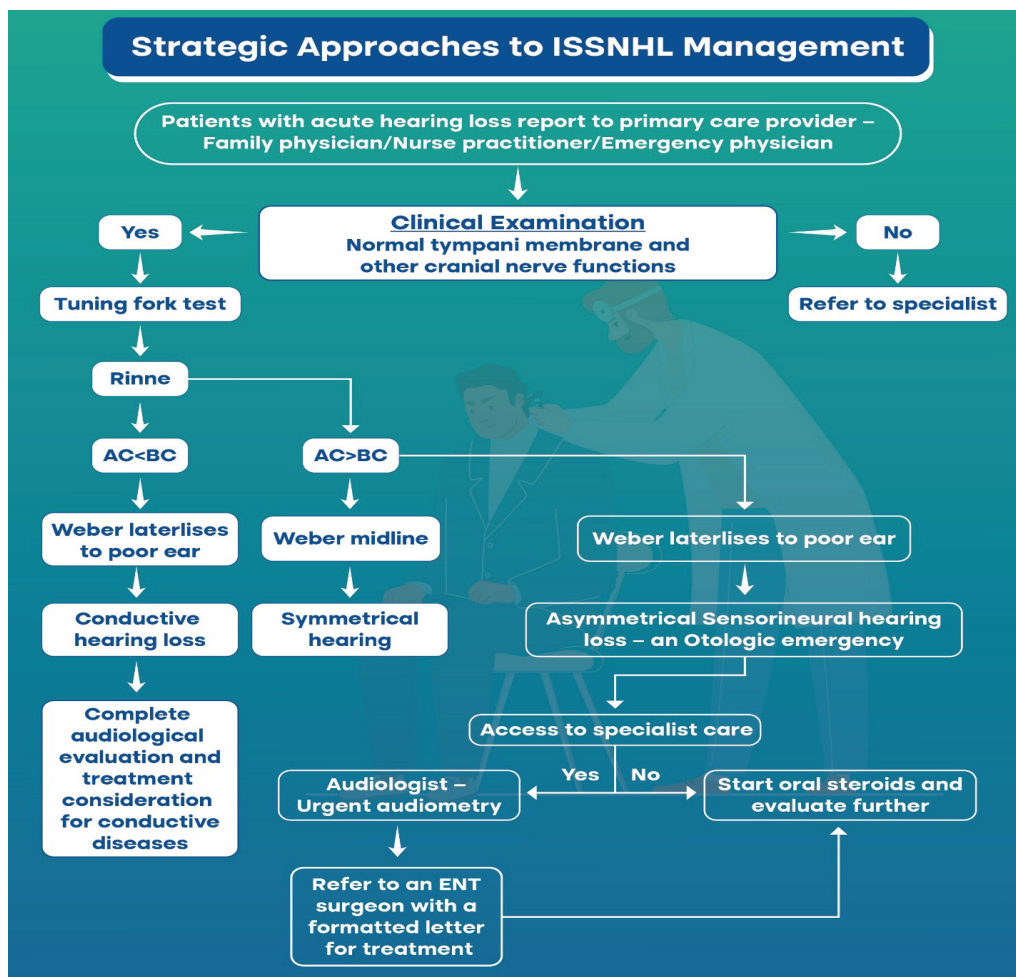 Strategic Approaches to ISSNHL Management
Patients with acute hearing loss report to primary care provider –
Family physician/Nurse practitioner/Emergency physician
Clinical Examination
Normal tympani membrane and
other cranial nerve functions
Yes
No
Tuning fork test
Refer to specialist
Rinne
AC<BC
AC>BC
Weber laterlises
to poor ear
Weber midline
Weber laterlises to poor ear
Conductive
hearing loss
Symmetrical
hearing
Asymmetrical Sensorineural hearing
loss – an Otologic emergency
Complete
audiological
evaluation and
treatment
consideration
for conductive
diseases
Access to specialist care
Yes
No
Audiologist –
Urgent audiometry
Start oral steroids and
evaluate further
Refer to an ENT
surgeon with a
formatted letter
for treatment